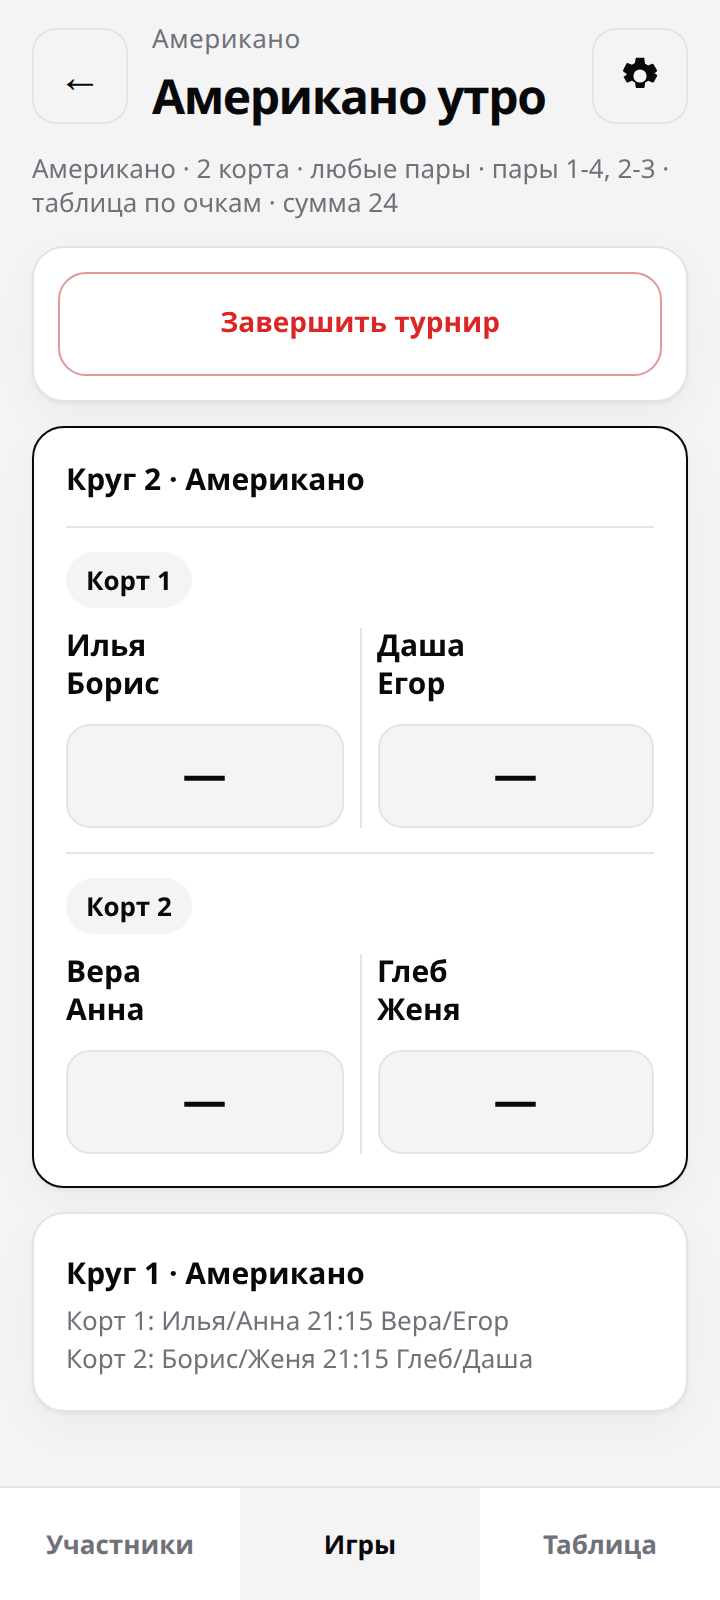 ←
Американо
Американо утро
Американо · 2 корта · любые пары · пары 1-4, 2-3 ·
таблица по очкам · сумма 24
Завершить турнир
Круг 2 · Американо
Корт 1
Илья
Борис
Даша
Егор
—
—
Корт 2
Вера
Анна
Глеб
Женя
—
—
Круг 1 · Американо
Корт 1: Илья/Анна 21:15 Вера/Егор
Корт 2: Борис/Женя 21:15 Глеб/Даша
Участники
Игры
Таблица